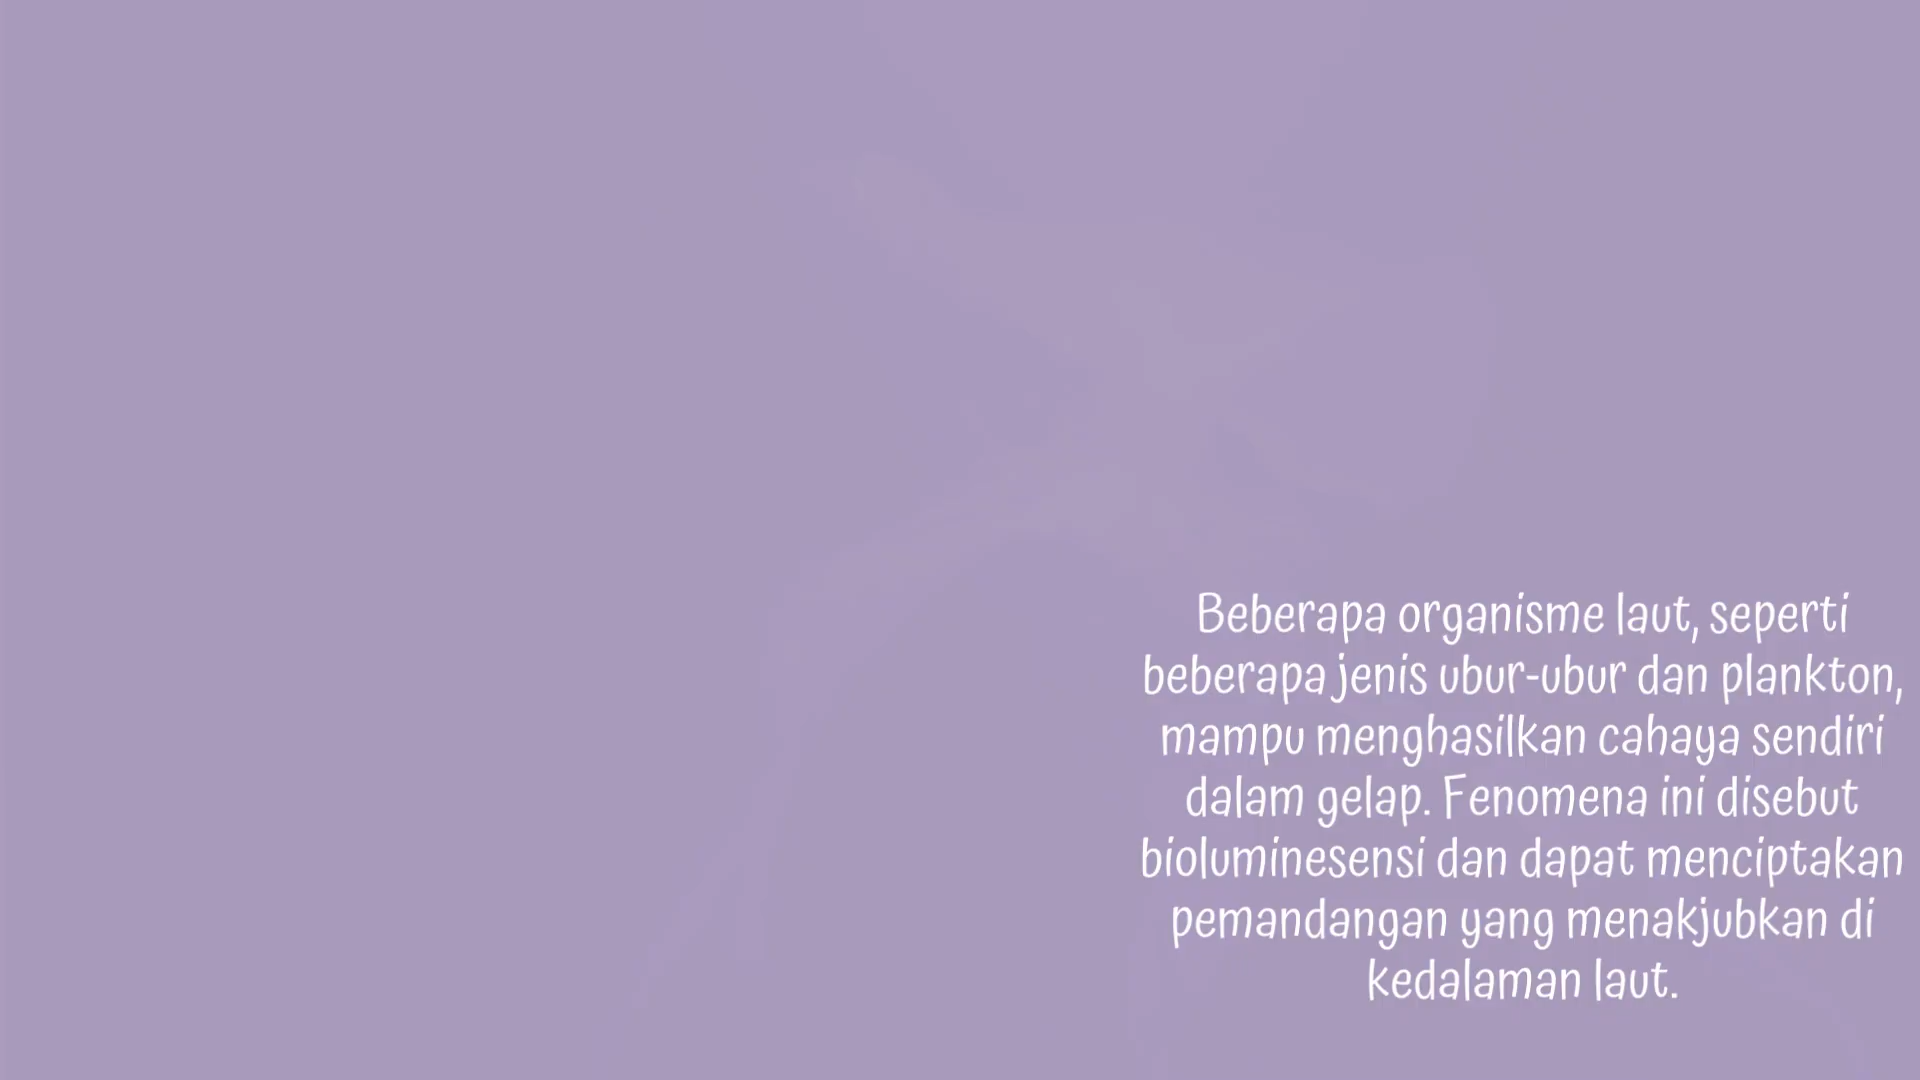 Beberapa organisme laut, seperti
beberapa jenis ubur-ubur dan plankton,
mampu menghasilkan cahaya sendiri
dalam gelap. Fenomena ini disebut
bioluminesensi dan dapat menciptakan
pemandangan yang menakjubkan di
kedalaman laut.